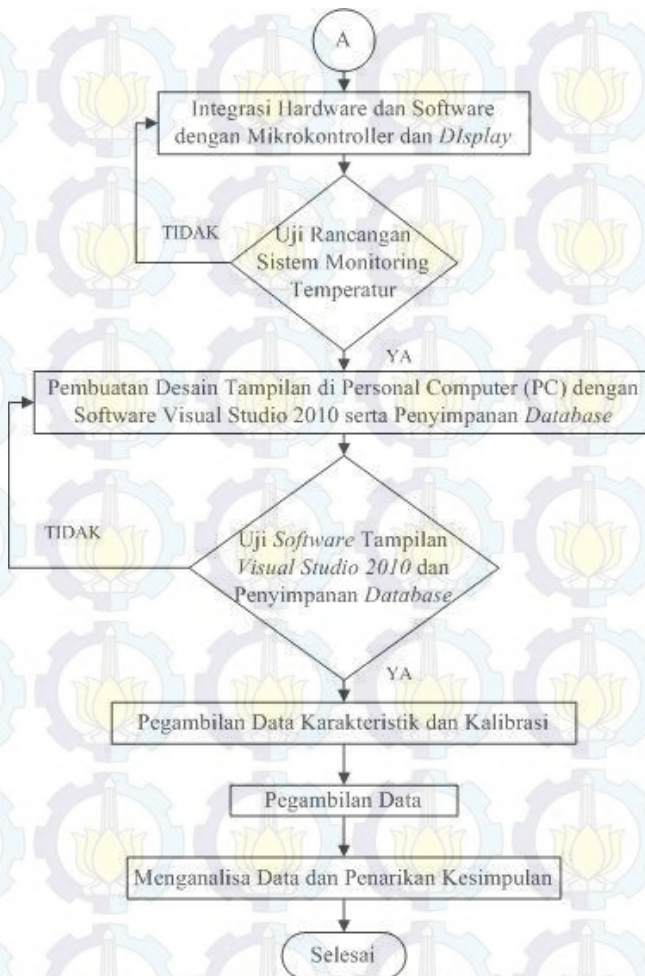 A
Integrasi Hardware dan Software
dengan Mikrokontroller dan DIsplay
TIDAK
Uji Rancangan
Sistem Monitoring
Temperatur
YA
Pembuatan Desain Tampilan di Personal Computer (PC) dengan
Software Visual Studio 2010 serta Penyimpanan Database
TIDAK
Uji Software Tampilan
Visual Studio 2010 dan
Penyimpanan Database
YA
Pegambilan Data Karakteristik dan Kalibrasi
Pegambilan Data
Menganalisa Data dan Penarikan Kesimpulan
Selesai